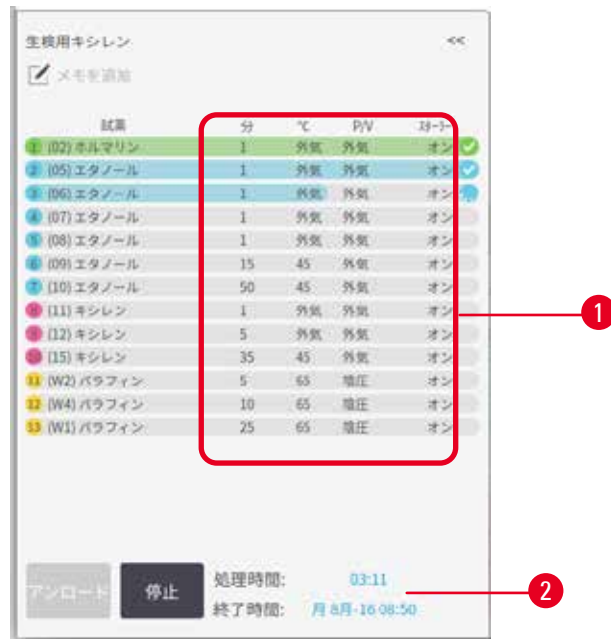 生検用キシレン <<
メモを追加
試薬 分 ℃ P/V ｽﾀｰﾗｰ
1 (02) ホルマリン 1 外気 外気 オン
2 (05) エタノール 1 外気 外気 オン
3 (06) エタノール 1 外気 外気 オン
4 (07) エタノール 1 外気 外気 オン
5 (08) エタノール 1 外気 外気 オン
6 (09) エタノール 15 45 外気 オン
7 (10) エタノール 50 45 外気 オン
8 (11) キシレン 1 外気 外気 オン
9 (12) キシレン 5 外気 外気 オン
10 (15) キシレン 35 45 外気 オン
11 (W2) パラフィン 5 65 陰圧 オン
12 (W4) パラフィン 10 65 陰圧 オン
13 (W1) パラフィン 25 65 陰圧 オン
1
アンロード 停止 処理時間: 03:11
終了時間: 月 8月-16 08:50
2